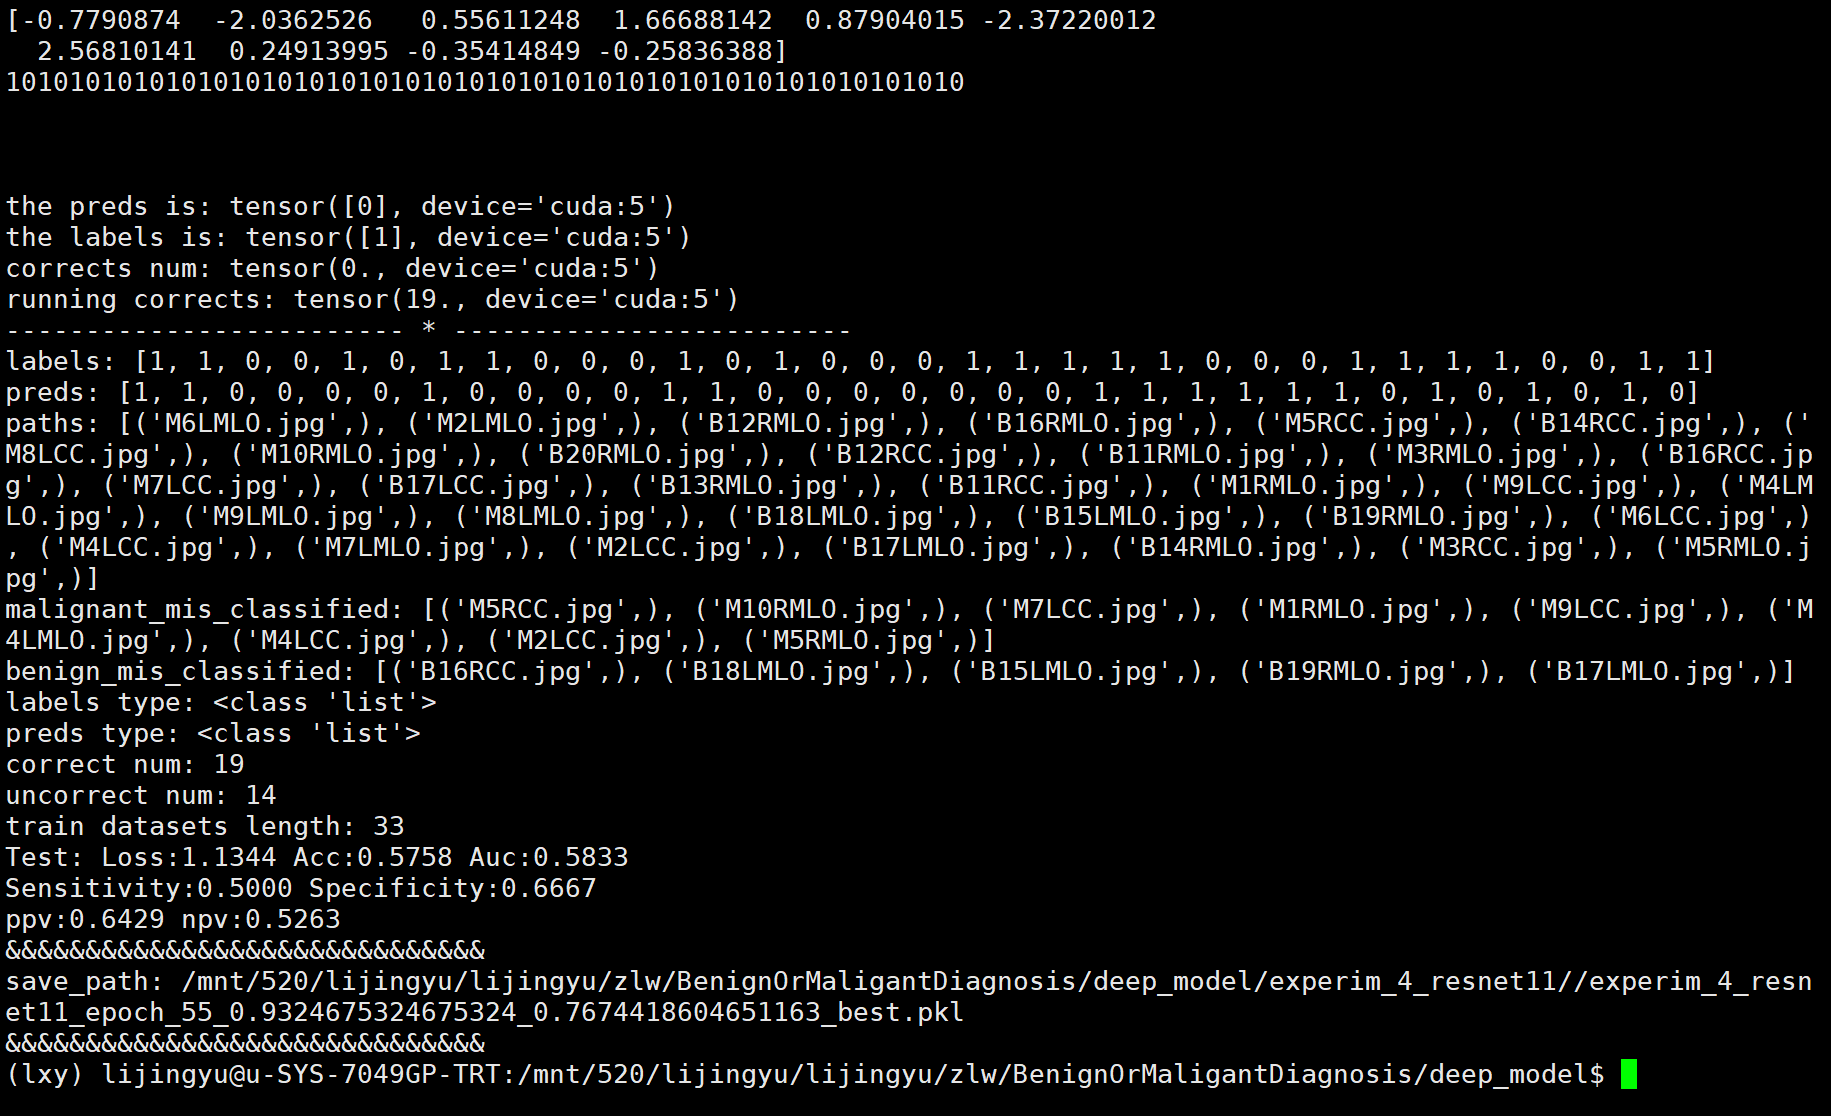 [-0.7790874  -2.0362526   0.55611248  1.66688142  0.87904015 -2.37220012
  2.56810141  0.24913995 -0.35414849 -0.25836388]
101010101010101010101010101010101010101010101010101010101010
the preds is: tensor([0], device='cuda:5')
the labels is: tensor([1], device='cuda:5')
corrects num: tensor(0., device='cuda:5')
running corrects: tensor(19., device='cuda:5')
------------------------- * -------------------------
labels: [1, 1, 0, 0, 1, 0, 1, 1, 0, 0, 0, 1, 0, 1, 0, 0, 0, 1, 1, 1, 1, 1, 0, 0, 0, 1, 1, 1, 1, 0, 0, 1, 1]
preds: [1, 1, 0, 0, 0, 0, 1, 0, 0, 0, 0, 1, 1, 0, 0, 0, 0, 0, 0, 0, 1, 1, 1, 1, 1, 1, 0, 1, 0, 1, 0, 1, 0]
paths: [('M6LMLO.jpg',), ('M2LMLO.jpg',), ('B12RMLO.jpg',), ('B16RMLO.jpg',), ('M5RCC.jpg',), ('B14RCC.jpg',), ('
M8LCC.jpg',), ('M10RMLO.jpg',), ('B20RMLO.jpg',), ('B12RCC.jpg',), ('B11RMLO.jpg',), ('M3RMLO.jpg',), ('B16RCC.jp
g',), ('M7LCC.jpg',), ('B17LCC.jpg',), ('B13RMLO.jpg',), ('B11RCC.jpg',), ('M1RMLO.jpg',), ('M9LCC.jpg',), ('M4LM
LO.jpg',), ('M9LMLO.jpg',), ('M8LMLO.jpg',), ('B18LMLO.jpg',), ('B15LMLO.jpg',), ('B19RMLO.jpg',), ('M6LCC.jpg',)
, ('M4LCC.jpg',), ('M7LMLO.jpg',), ('M2LCC.jpg',), ('B17LMLO.jpg',), ('B14RMLO.jpg',), ('M3RCC.jpg',), ('M5RMLO.j
pg',)]
malignant_mis_classified: [('M5RCC.jpg',), ('M10RMLO.jpg',), ('M7LCC.jpg',), ('M1RMLO.jpg',), ('M9LCC.jpg',), ('M
4LMLO.jpg',), ('M4LCC.jpg',), ('M2LCC.jpg',), ('M5RMLO.jpg',)]
benign_mis_classified: [('B16RCC.jpg',), ('B18LMLO.jpg',), ('B15LMLO.jpg',), ('B19RMLO.jpg',), ('B17LMLO.jpg',)]
labels type: <class 'list'>
preds type: <class 'list'>
correct num: 19
uncorrect num: 14
train datasets length: 33
Test: Loss:1.1344 Acc:0.5758 Auc:0.5833
Sensitivity:0.5000 Specificity:0.6667
ppv:0.6429 npv:0.5263
&&&&&&&&&&&&&&&&&&&&&&&&&&&&&&
save_path: /mnt/520/lijingyu/lijingyu/zlw/BenignOrMaligantDiagnosis/deep_model/experim_4_resnet11//experim_4_resn
et11_epoch_55_0.9324675324675324_0.7674418604651163_best.pkl
&&&&&&&&&&&&&&&&&&&&&&&&&&&&&&
(lxy) lijingyu@u-SYS-7049GP-TRT:/mnt/520/lijingyu/lijingyu/zlw/BenignOrMaligantDiagnosis/deep_model$